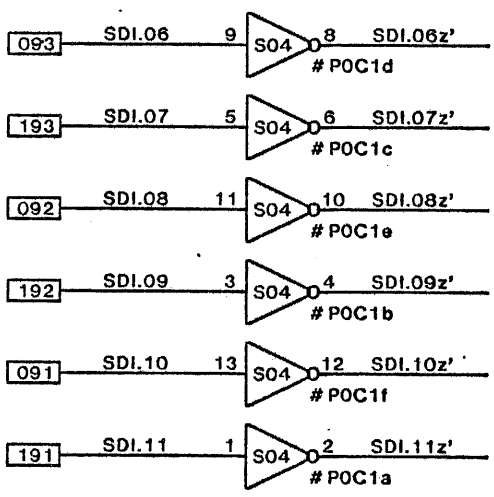 093 SDI.06 9 S04 8 SDI.06z'
# P0C1d
193 SDI.07 5 S04 6 SDI.07z'
# P0C1c
092 SDI.08 11 S04 10 SDI.08z'
# P0C1e
192 SDI.09 3 S04 4 SDI.09z'
# P0C1b
091 SDI.10 13 S04 12 SDI.10z'
# P0C1f
191 SDI.11 1 S04 2 SDI.11z'
# P0C1a